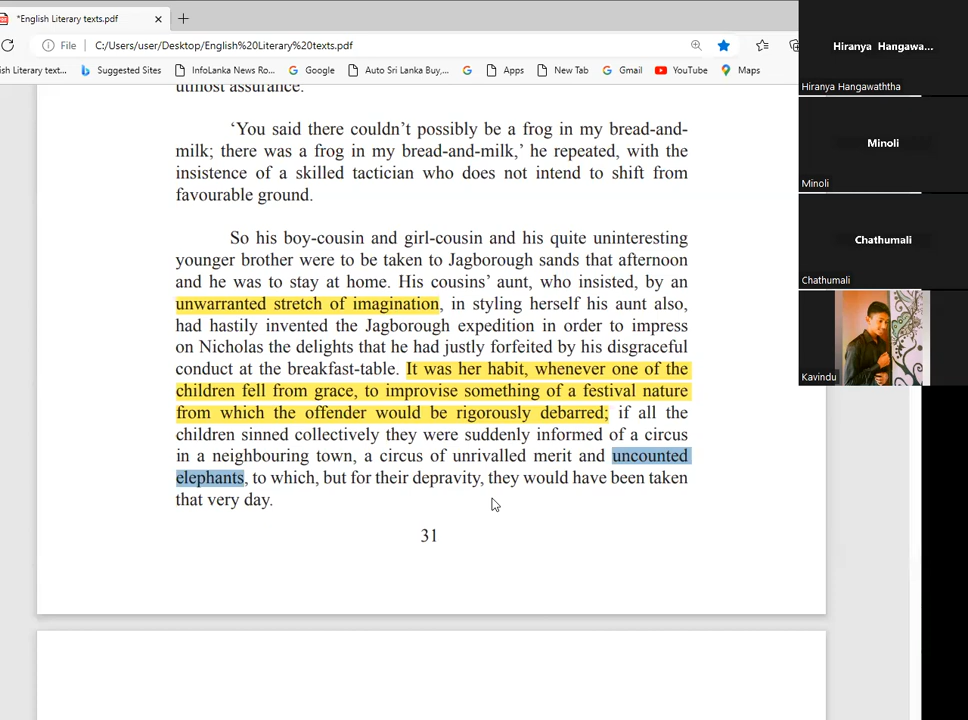 *English Literary texts.pdf
File
C:/Users/user/Desktop/English%20Literary%20texts.pdf
ish Literary text...
Suggested Sites
InfoLanka News Ro...
Google
Auto Sri Lanka Buy,...
Apps
New Tab
Gmail
YouTube
Maps
utmost assurance.
‘You said there couldn’t possibly be a frog in my bread-and-
milk; there was a frog in my bread-and-milk,’ he repeated, with the
insistence of a skilled tactician who does not intend to shift from
favourable ground.
So his boy-cousin and girl-cousin and his quite uninteresting
younger brother were to be taken to Jagborough sands that afternoon
and he was to stay at home. His cousins’ aunt, who insisted, by an
unwarranted stretch of imagination, in styling herself his aunt also,
had hastily invented the Jagborough expedition in order to impress
on Nicholas the delights that he had justly forfeited by his disgraceful
conduct at the breakfast-table. It was her habit, whenever one of the
children fell from grace, to improvise something of a festival nature
from which the offender would be rigorously debarred; if all the
children sinned collectively they were suddenly informed of a circus
in a neighbouring town, a circus of unrivalled merit and uncounted
elephants, to which, but for their depravity, they would have been taken
that very day.
31
Hiranya Hangawa...
Hiranya Hangawaththa
Minoli
Minoli
Chathumali
Chathumali
Kavindu